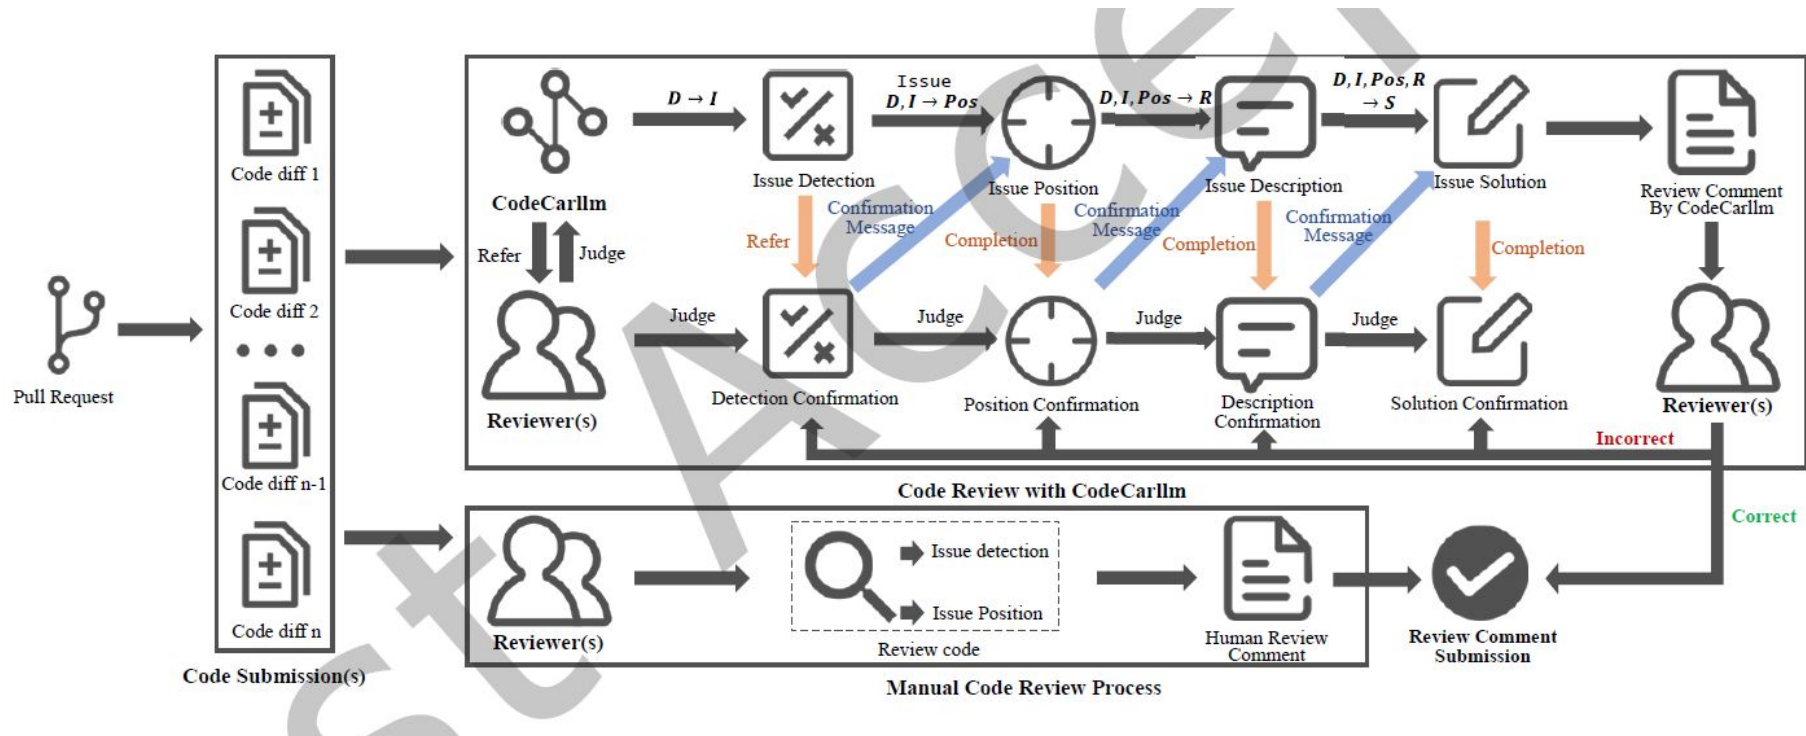 Pull Request
Code diff 1
Code diff 2
Code diff n-1
Code diff n
Code Submission(s)
CodeCarllm
Refer
Judge
Reviewer(s)
D → I
Issue Detection
Issue
D, I → Pos
Issue Position
D, I, Pos → R
Issue Description
D, I, Pos, R
→ S
Issue Solution
Review Comment
By CodeCarllm
Refer
Confirmation
Message
Completion
Confirmation
Message
Completion
Confirmation
Message
Completion
Judge
Detection Confirmation
Judge
Position Confirmation
Judge
Description
Confirmation
Judge
Solution Confirmation
Reviewer(s)
Incorrect
Correct
Code Review with CodeCarllm
Reviewer(s)
Issue detection
Issue Position
Review code
Human Review
Comment
Review Comment
Submission
Manual Code Review Process
st Accep